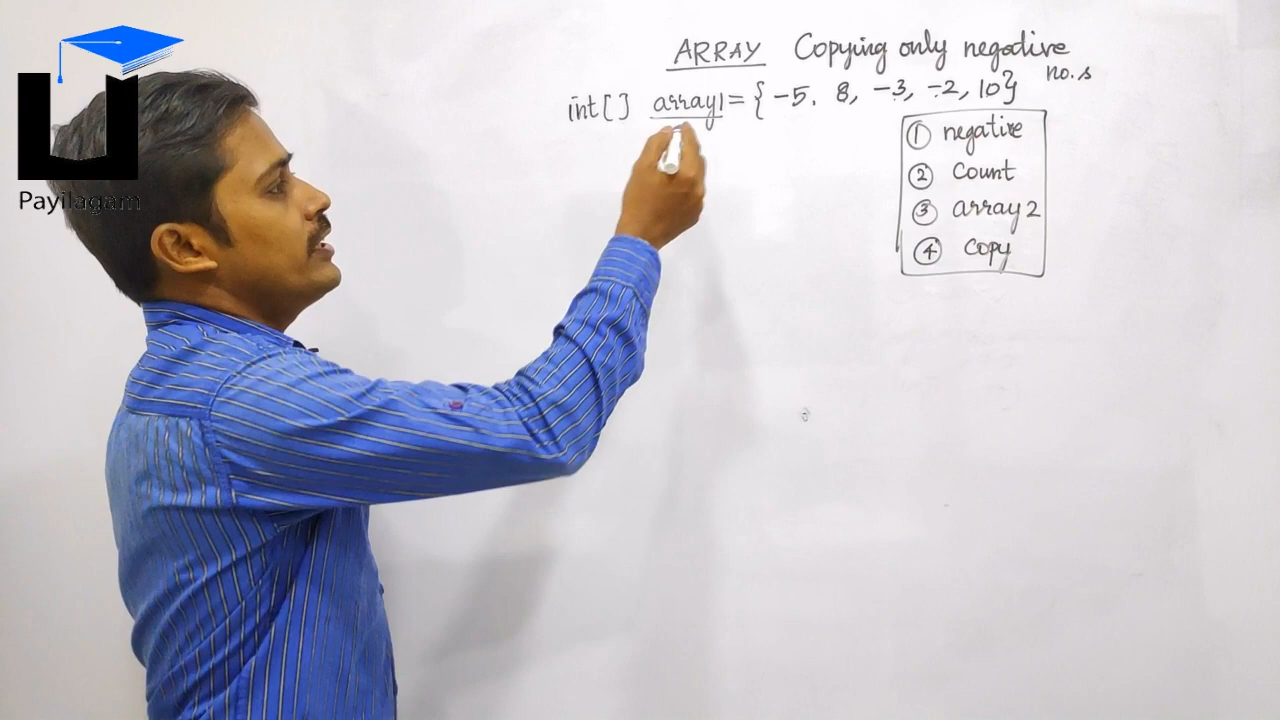 Payilagam
ARRAY Copying only negative
no.s
int[] array1 = { -5. 8, -3, -2, 10}
① negative
② count
③ array2
④ copy